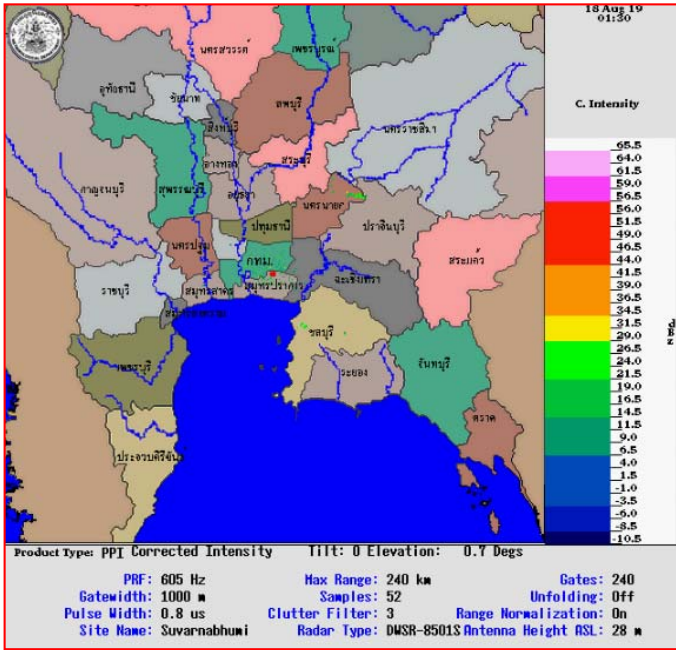 18 Aug 19
01:30
C. Intensity
นครสวรรค์
เพชรบูรณ์
อุทัยธานี
ชัยนาท
ลพบุรี
สิงห์บุรี
นครราชสีมา
อ่างทอง
สระบุรี
กาญจนบุรี
สุพรรณบุรี
อยุธยา
นครนายก
ปราจีนบุรี
ปทุมธานี
นครปฐม
กทม.
สระแก้ว
ราชบุรี
สมุทรสาคร
สมุทรปราการ
ฉะเชิงเทรา
สมุทรสงคราม
ชลบุรี
เพชรบุรี
ระยอง
จันทบุรี
ตราด
ประจวบคีรีขันธ์
65.5
64.0
61.5
59.0
56.5
56.0
51.5
49.0
46.5
44.0
41.5
39.0
36.5
34.5
31.5
29.0
26.5
24.0
21.5
19.0
16.5
14.5
11.5
9.0
6.5
4.0
1.5
-1.0
-3.5
-6.0
-8.5
-10.5
Product Type: PPI Corrected Intensity Tilt: 0 Elevation: 0.7 Degs
PRF: 605 Hz Max Range: 240 km Gates: 240
Gatewidth: 1000 m Samples: 52 Unfolding: Off
Pulse Width: 0.8 us Clutter Filter: 3 Range Normalization: On
Site Name: Suvarnabhumi Radar Type: DWSR-8501S Antenna Height ASL: 28 m